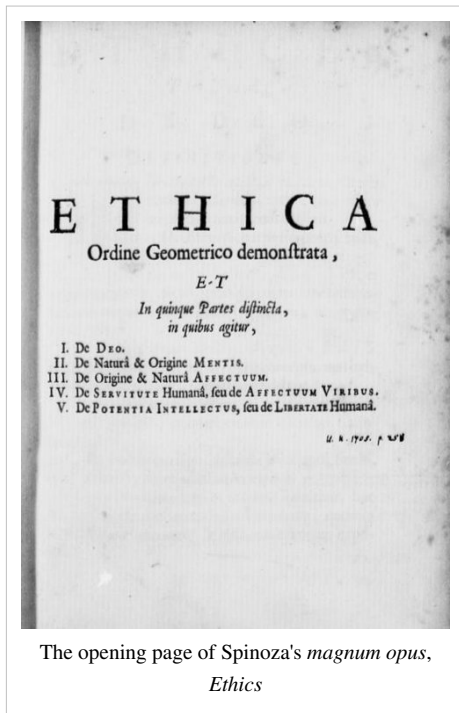 ETHICA
Ordine Geometrico demonſtrata,
E T
In quinque Partes diſtincta,
in quibus agitur,
I. De DEO.
II. De Naturâ & Origine MENTIS.
III. De Origine & Naturâ AFFECTUUM.
IV. De SERVITUTE Humanâ, ſeu de AFFECTUUM VIRIBUS.
V. De POTENTIA INTELLECTUS, ſeu de LIBERTATE Humanâ.
The opening page of Spinoza's magnum opus,
Ethics